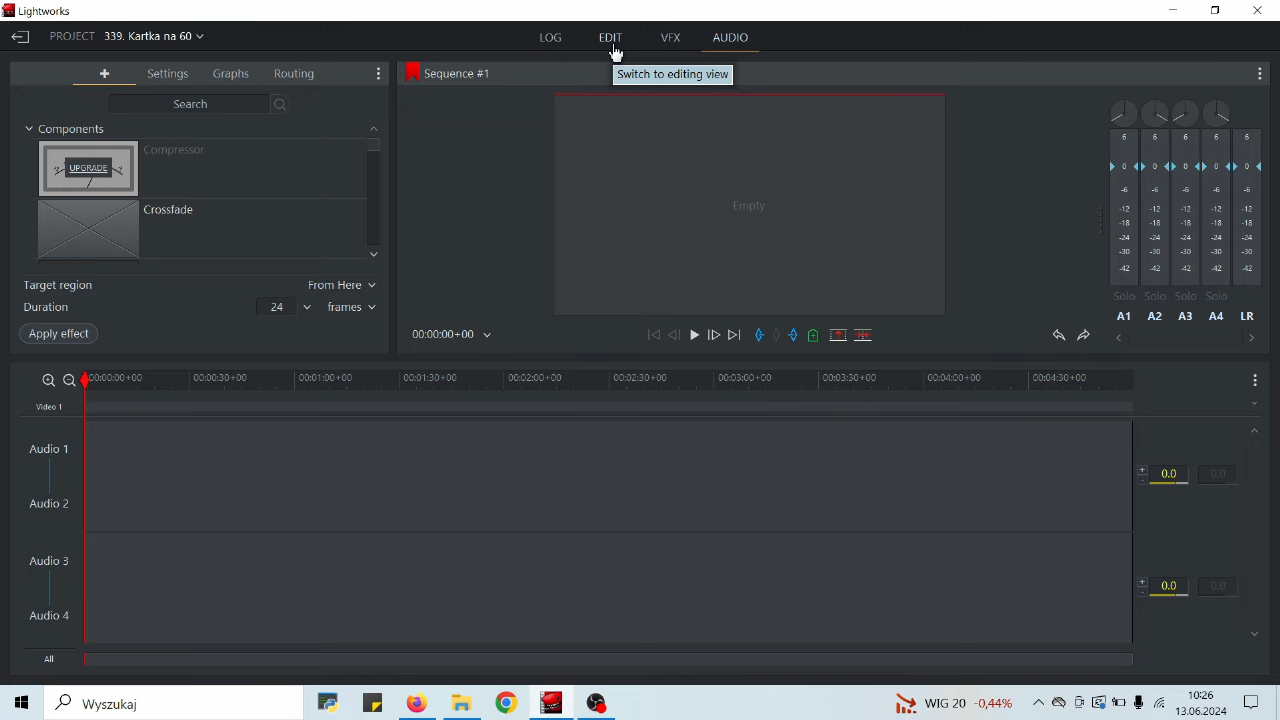 Lightworks
PROJECT 339. Kartka na 60
LOG EDIT VFX AUDIO
Switch to editing view
Settings Graphs Routing
Sequence #1
Search
Components
Compressor
UPGRADE
Crossfade
Empty
Target region From Here
Duration 24 frames
Apply effect
00:00:00+00
6 6 6 6 6
0 0 0 0 0
-6 -6 -6 -6 -6
-12 -12 -12 -12 -12
-18 -18 -18 -18 -18
-24 -24 -24 -24 -24
-30 -30 -30 -30 -30
-42 -42 -42 -42 -42
Solo Solo Solo Solo
A1 A2 A3 A4 LR
00:00:00+00 00:00:30+00 00:01:00+00 00:01:30+00 00:02:00+00 00:02:30+00 00:03:00+00 00:03:30+00 00:04:00+00 00:04:30+00
Video 1
Audio 1
0.0 0.0
Audio 2
Audio 3
0.0 0.0
Audio 4
All
Wyszukaj
WIG 20 -0,44%
10:26
13.06.2024